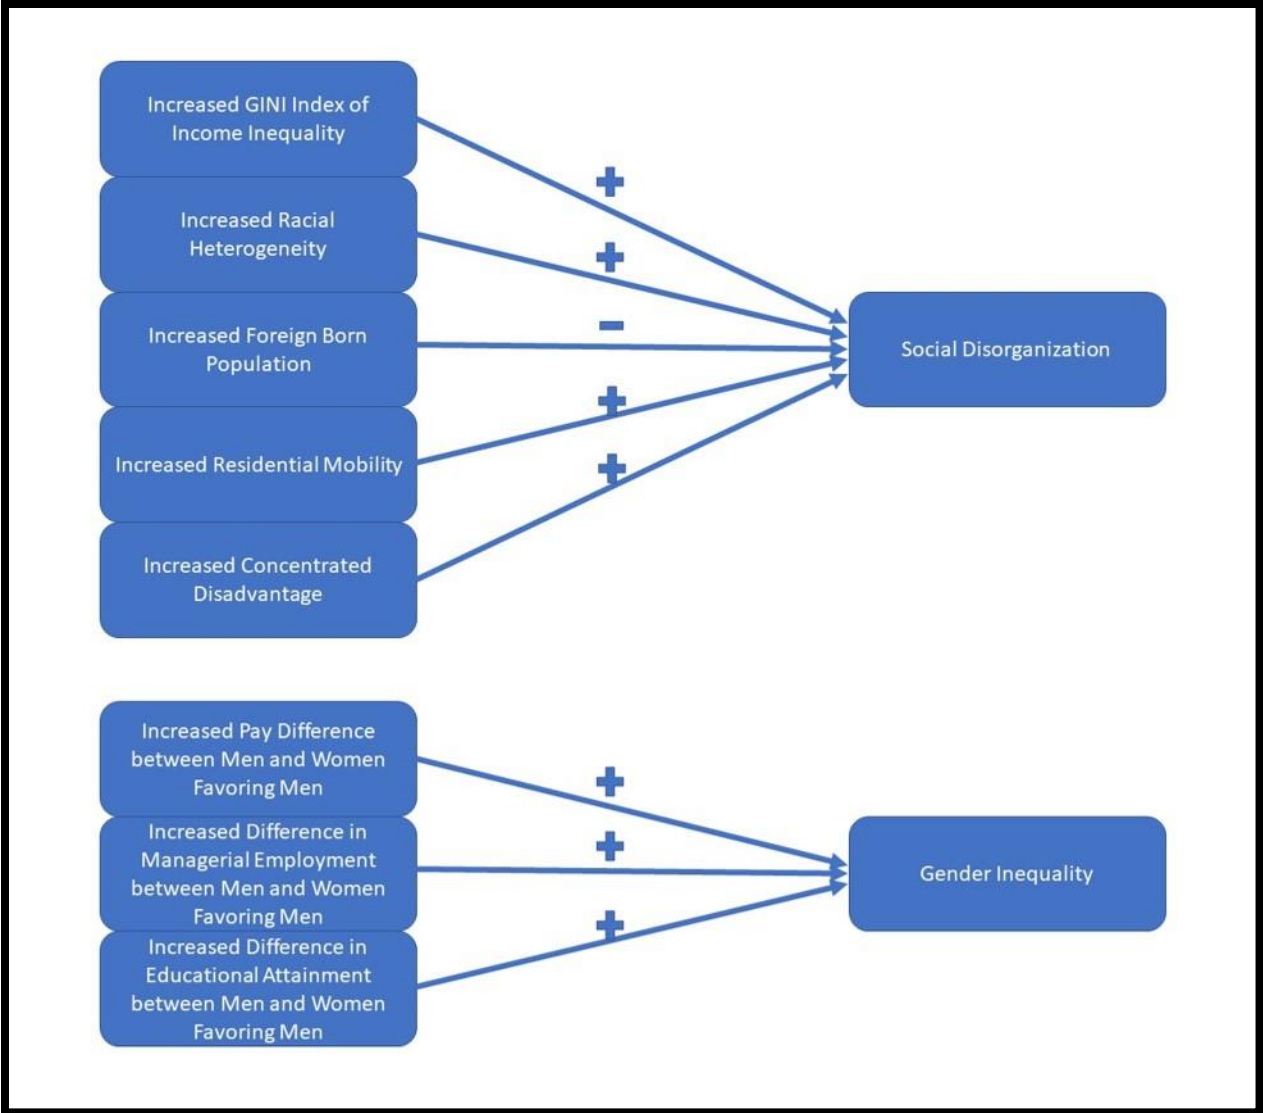 Increased GINI Index of
Income Inequality
+
Increased Racial
Heterogeneity
+
Increased Foreign Born
Population
-
Social Disorganization
Increased Residential Mobility
+
Increased Concentrated
Disadvantage
+
Increased Pay Difference
between Men and Women
Favoring Men
+
Increased Difference in
Managerial Employment
between Men and Women
Favoring Men
+
Gender Inequality
Increased Difference in
Educational Attainment
between Men and Women
Favoring Men
+